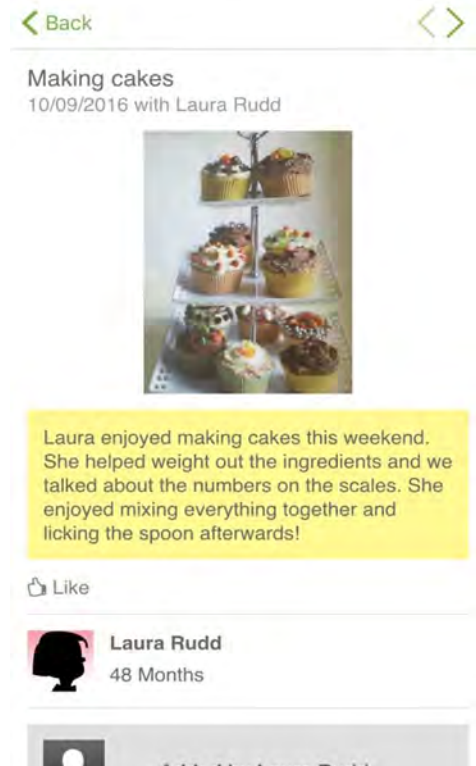 Back
Making cakes
10/09/2016 with Laura Rudd
Laura enjoyed making cakes this weekend.
She helped weight out the ingredients and we
talked about the numbers on the scales. She
enjoyed mixing everything together and
licking the spoon afterwards!
Like
Laura Rudd
48 Months